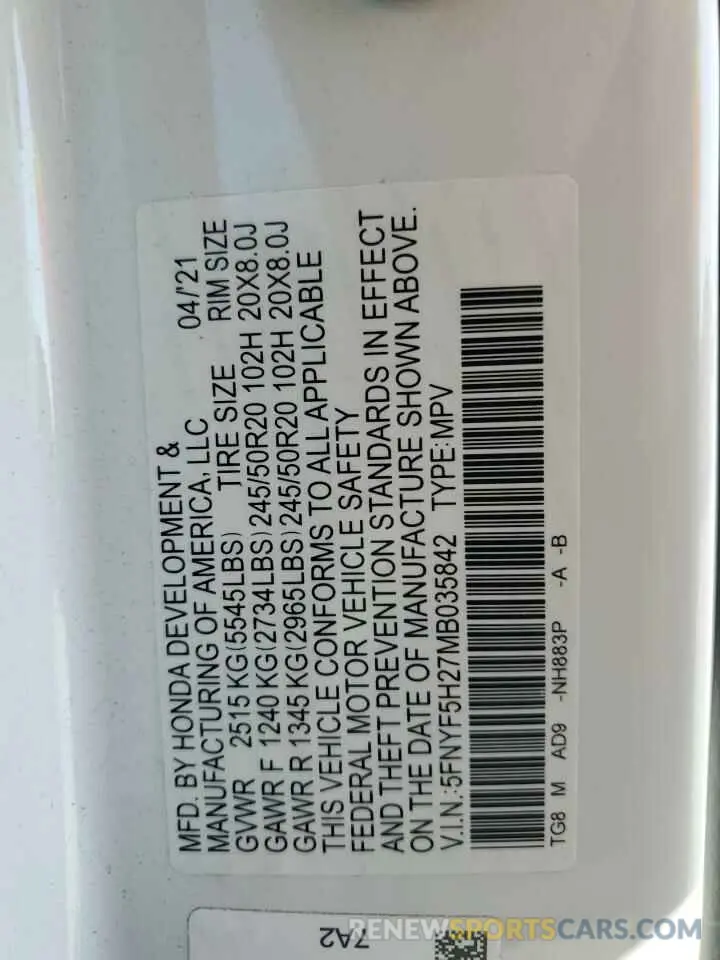 MFD. BY HONDA DEVELOPMENT &
MANUFACTURING OF AMERICA, LLC 04/'21
GVWR 2515 KG(5545LBS) TIRE SIZE RIM SIZE
GAWR F 1240 KG(2734LBS) 245/50R20 102H 20X8.0J
GAWR R 1345 KG(2965LBS) 245/50R20 102H 20X8.0J
THIS VEHICLE CONFORMS TO ALL APPLICABLE
FEDERAL MOTOR VEHICLE SAFETY
AND THEFT PREVENTION STANDARDS IN EFFECT
ON THE DATE OF MANUFACTURE SHOWN ABOVE.
V.I.N.:5FNYF5H27MB035842 TYPE:MPV
TG8 M AD9 -NH883P -A -B
7A2
RENEWSPORTSCARS.COM